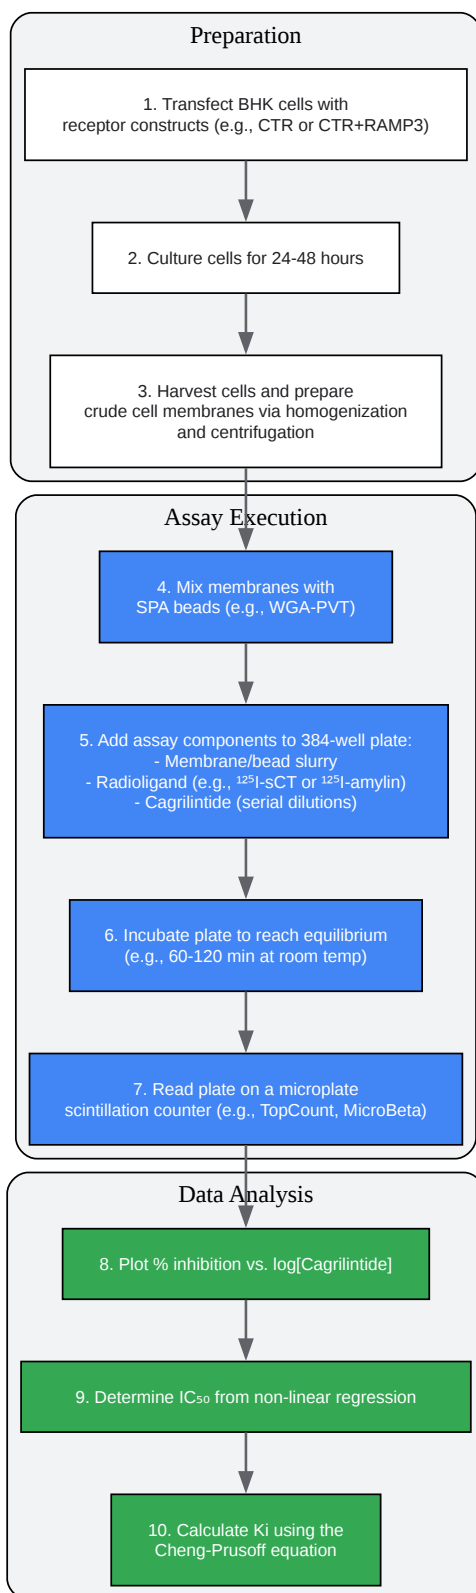 Preparation
1. Transfect BHK cells with
receptor constructs (e.g., CTR or CTR+RAMP3)
2. Culture cells for 24-48 hours
3. Harvest cells and prepare
crude cell membranes via homogenization
and centrifugation
Assay Execution
4. Mix membranes with
SPA beads (e.g., WGA-PVT)
5. Add assay components to 384-well plate:
- Membrane/bead slurry
- Radioligand (e.g., ¹²⁵I-sCT or ¹²⁵I-amylin)
- Cagrilintide (serial dilutions)
6. Incubate plate to reach equilibrium
(e.g., 60-120 min at room temp)
7. Read plate on a microplate
scintillation counter (e.g., TopCount, MicroBeta)
Data Analysis
8. Plot % inhibition vs. log[Cagrilintide]
9. Determine IC₅₀ from non-linear regression
10. Calculate Ki using the
Cheng-Prusoff equation